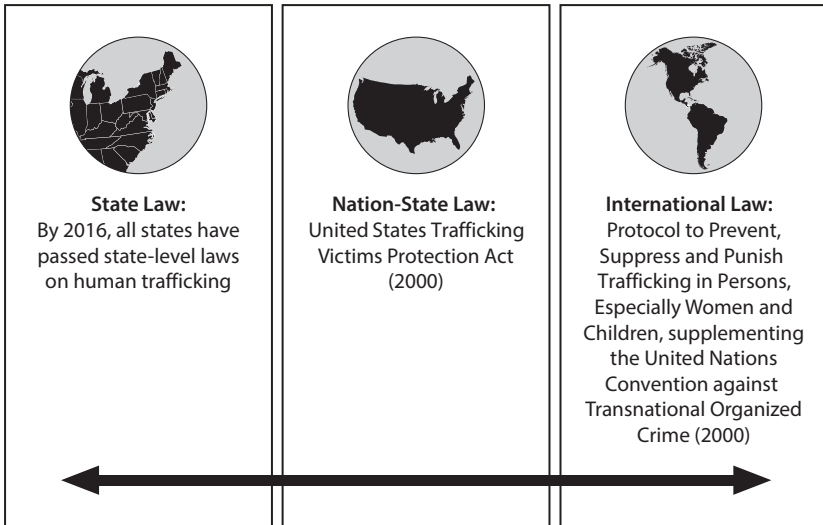 State Law:
By 2016, all states have
passed state-level laws
on human trafficking
Nation-State Law:
United States Trafficking
Victims Protection Act
(2000)
International Law:
Protocol to Prevent,
Suppress and Punish
Trafficking in Persons,
Especially Women and
Children, supplementing
the United Nations
Convention against
Transnational Organized
Crime (2000)